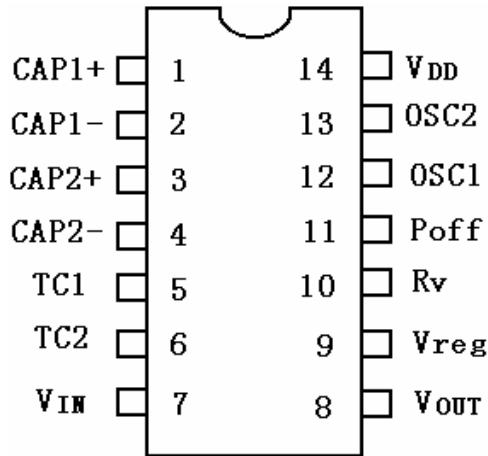 CAP1+ 1 14 VDD
CAP1- 2 13 OSC2
CAP2+ 3 12 OSC1
CAP2- 4 11 Poff
TC1 5 10 Rv
TC2 6 9 Vreg
VIN 7 8 VOUT